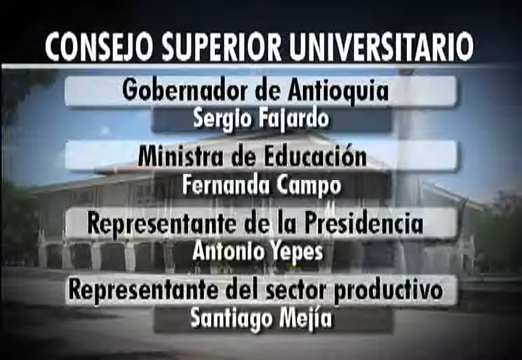 CONSEJO SUPERIOR UNIVERSITARIO
Gobernador de Antioquia
Sergio Fajardo
Ministra de Educación
Fernanda Campo
Representante de la Presidencia
Antonio Yepes
Representante del sector productivo
Santiago Mejía